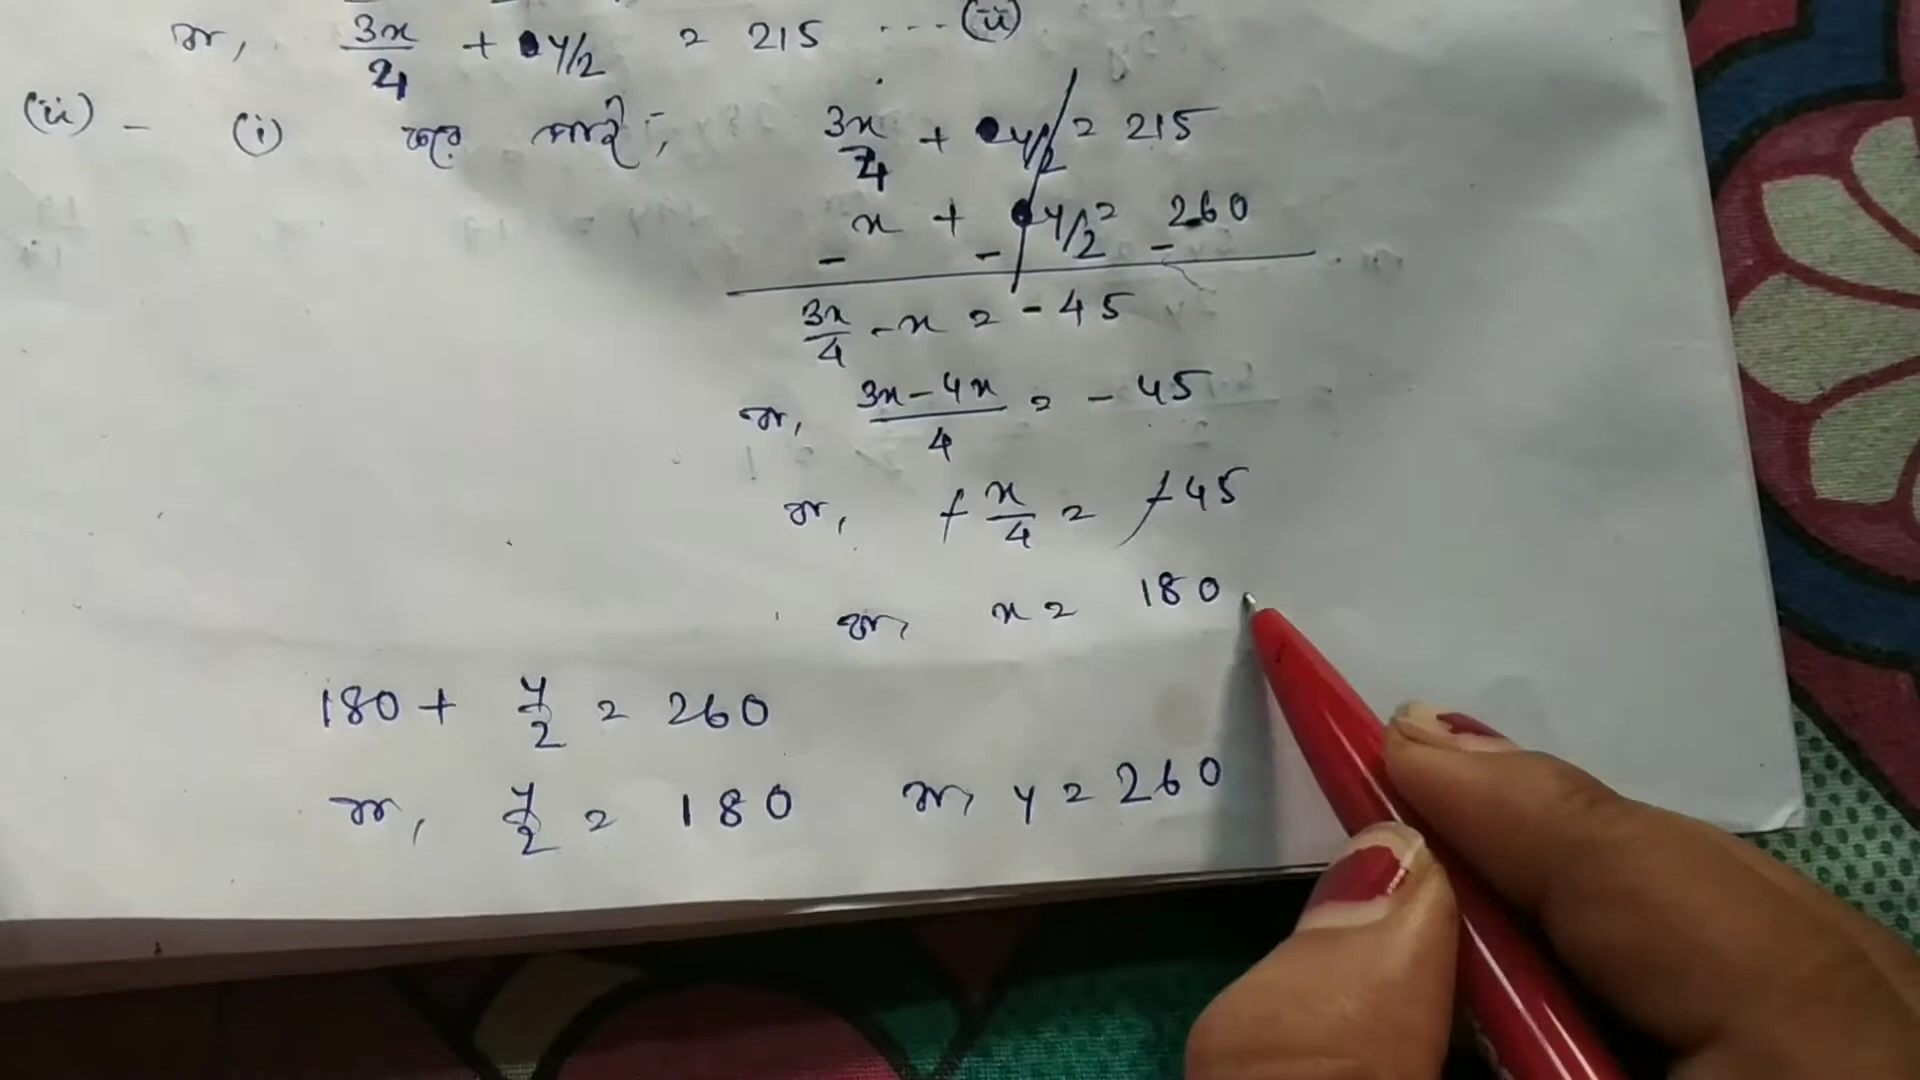 বা, 3x/4 + y/2 = 215 ...(ii)
(ii) - (i) করে পাই, 3x/4 + y/2 = 215
x + y/2 = 260
- - -
3x/4 - x = - 45
বা, (3x - 4x)/4 = - 45
বা, - x/4 = - 45
বা, x = 180
180 + y/2 = 260
বা, y/2 = 180 বা, y = 260